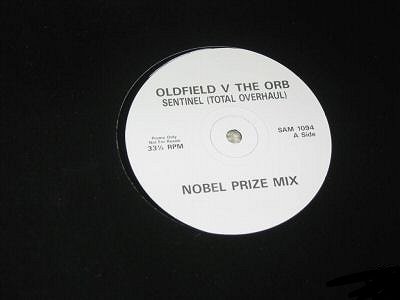 OLDFIELD V THE ORB
SENTINEL (TOTAL OVERHAUL)
Promo Only
Not For Resale
33⅓ RPM
SAM 1094
A Side
NOBEL PRIZE MIX